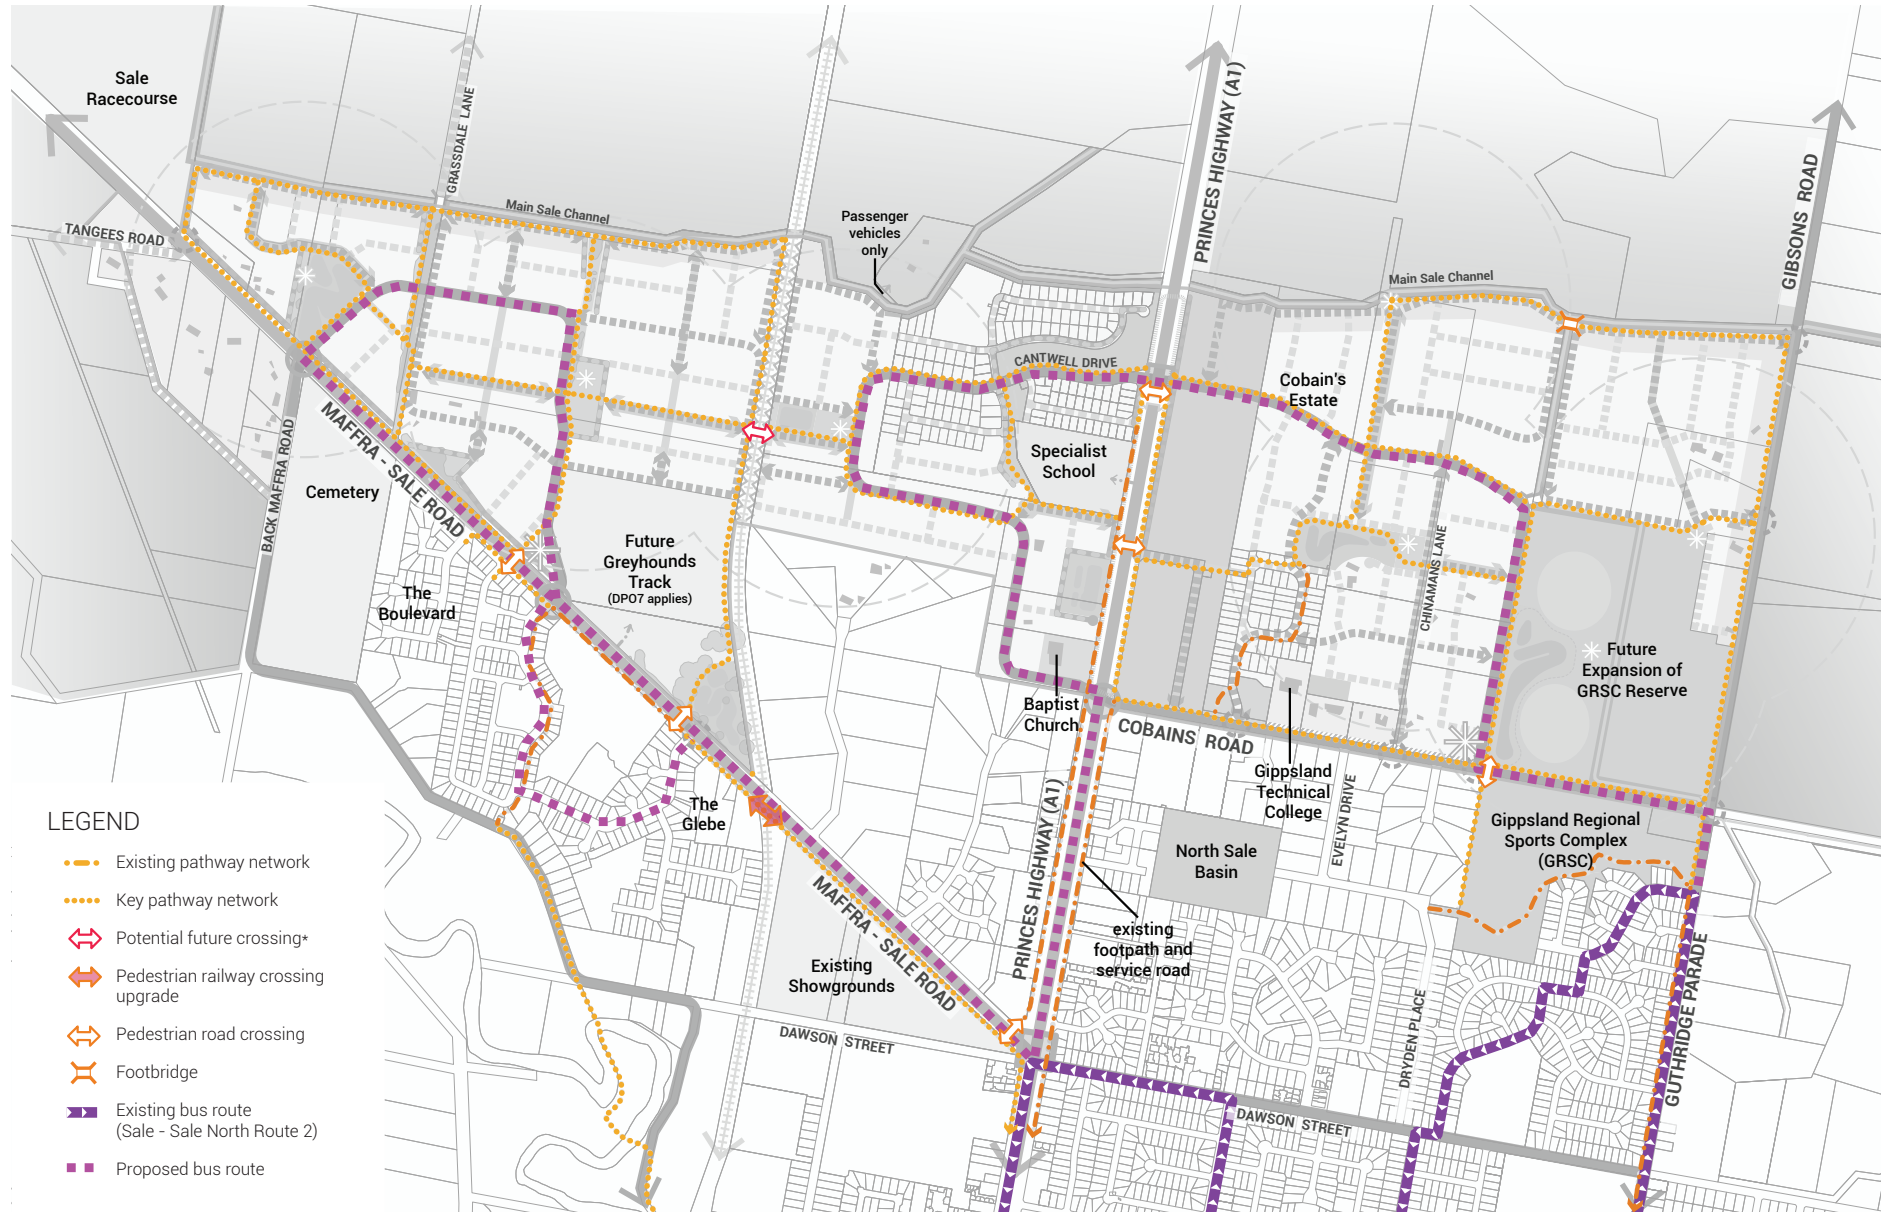 Sale
Racecourse
GRASSDALE LANE
PRINCES HIGHWAY (A1)
GIBSONS ROAD
TANGEES ROAD
Main Sale Channel
Passenger
vehicles
only
Main Sale Channel
CANTWELL DRIVE
Cobain's
Estate
MAFFRA - SALE ROAD
BACK MAFFRA ROAD
Cemetery
Specialist
School
Future
Greyhounds
Track
(DPO7 applies)
The
Boulevard
CHINAMANS LANE
Future
Expansion of
GRSC Reserve
Baptist
Church
COBAINS ROAD
Gippsland
Technical
College
EVELYN DRIVE
The
Glebe
PRINCES HIGHWAY (A1)
North Sale
Basin
Gippsland Regional
Sports Complex
(GRSC)
MAFFRA - SALE ROAD
existing
footpath and
service road
Existing
Showgrounds
DAWSON STREET
DRYDEN PLACE
GUTHRIDGE PARADE
DAWSON STREET
LEGEND
Existing pathway network
Key pathway network
Potential future crossing*
Pedestrian railway crossing
upgrade
Pedestrian road crossing
Footbridge
Existing bus route
(Sale - Sale North Route 2)
Proposed bus route